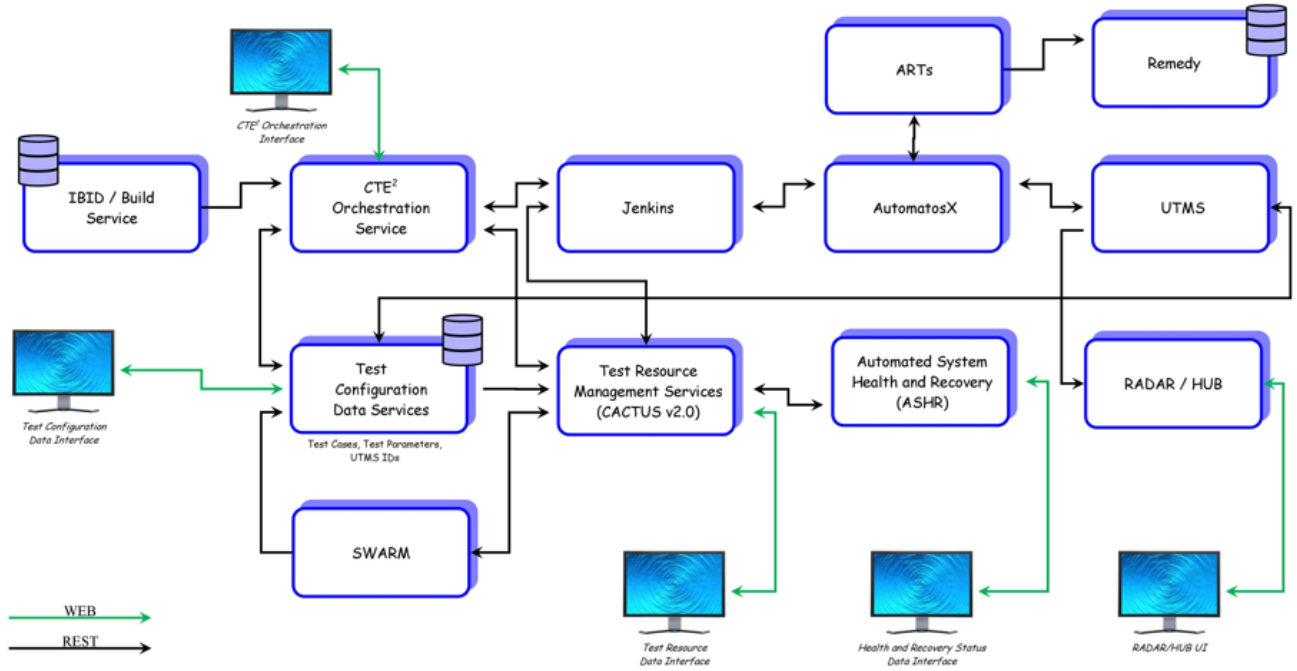 ARTs
Remedy
CTE² Orchestration
Interface
IBID / Build
Service
CTE²
Orchestration
Service
Jenkins
AutomatosX
UTMS
Test Configuration
Data Interface
Test
Configuration
Data Services
Test Cases, Test Parameters,
UTMS IDs
Test Resource
Management Services
(CACTUS v2.0)
Automated System
Health and Recovery
(ASHR)
RADAR / HUB
SWARM
WEB
REST
Test Resource
Data Interface
Health and Recovery Status
Data Interface
RADAR/HUB UI